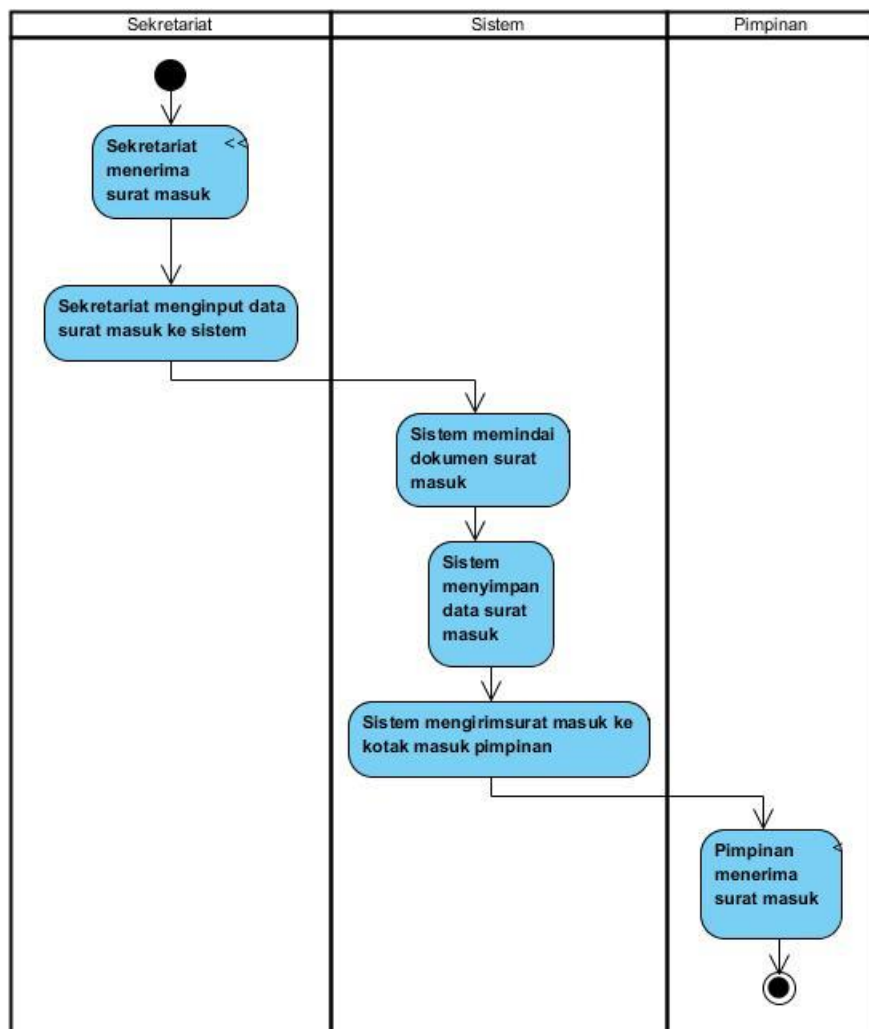 Sekretariat
Sistem
Pimpinan
Sekretariat <<
menerima
surat masuk
Sekretariat menginput data
surat masuk ke sistem
Sistem memindai
dokumen surat
masuk
Sistem
menyimpan
data surat
masuk
Sistem mengirimsurat masuk ke
kotak masuk pimpinan
Pimpinan <
menerima
surat masuk